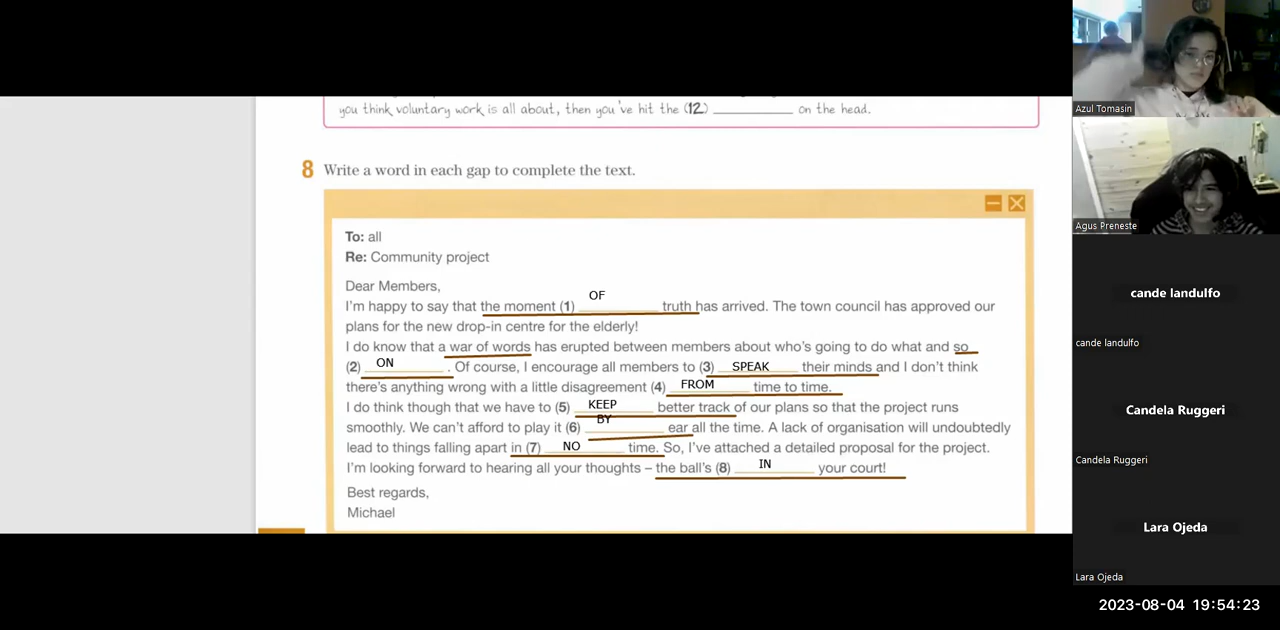 you think voluntary work is all about, then you've hit the (12.) __________ on the head.
8 Write a word in each gap to complete the text.
To: all
Re: Community project
Dear Members,
I'm happy to say that the moment (1) OF truth has arrived. The town council has approved our
plans for the new drop-in centre for the elderly!
I do know that a war of words has erupted between members about who's going to do what and so
(2) ON . Of course, I encourage all members to (3) SPEAK their minds and I don't think
there's anything wrong with a little disagreement (4) FROM time to time.
I do think though that we have to (5) KEEP better track of our plans so that the project runs
smoothly. We can't afford to play it (6) BY ear all the time. A lack of organisation will undoubtedly
lead to things falling apart in (7) NO time. So, I've attached a detailed proposal for the project.
I'm looking forward to hearing all your thoughts – the ball's (8) IN your court!
Best regards,
Michael
Azul Tomasin
Agus Preneste
cande landulfo
cande landulfo
Candela Ruggeri
Candela Ruggeri
Lara Ojeda
Lara Ojeda
2023-08-04 19:54:23